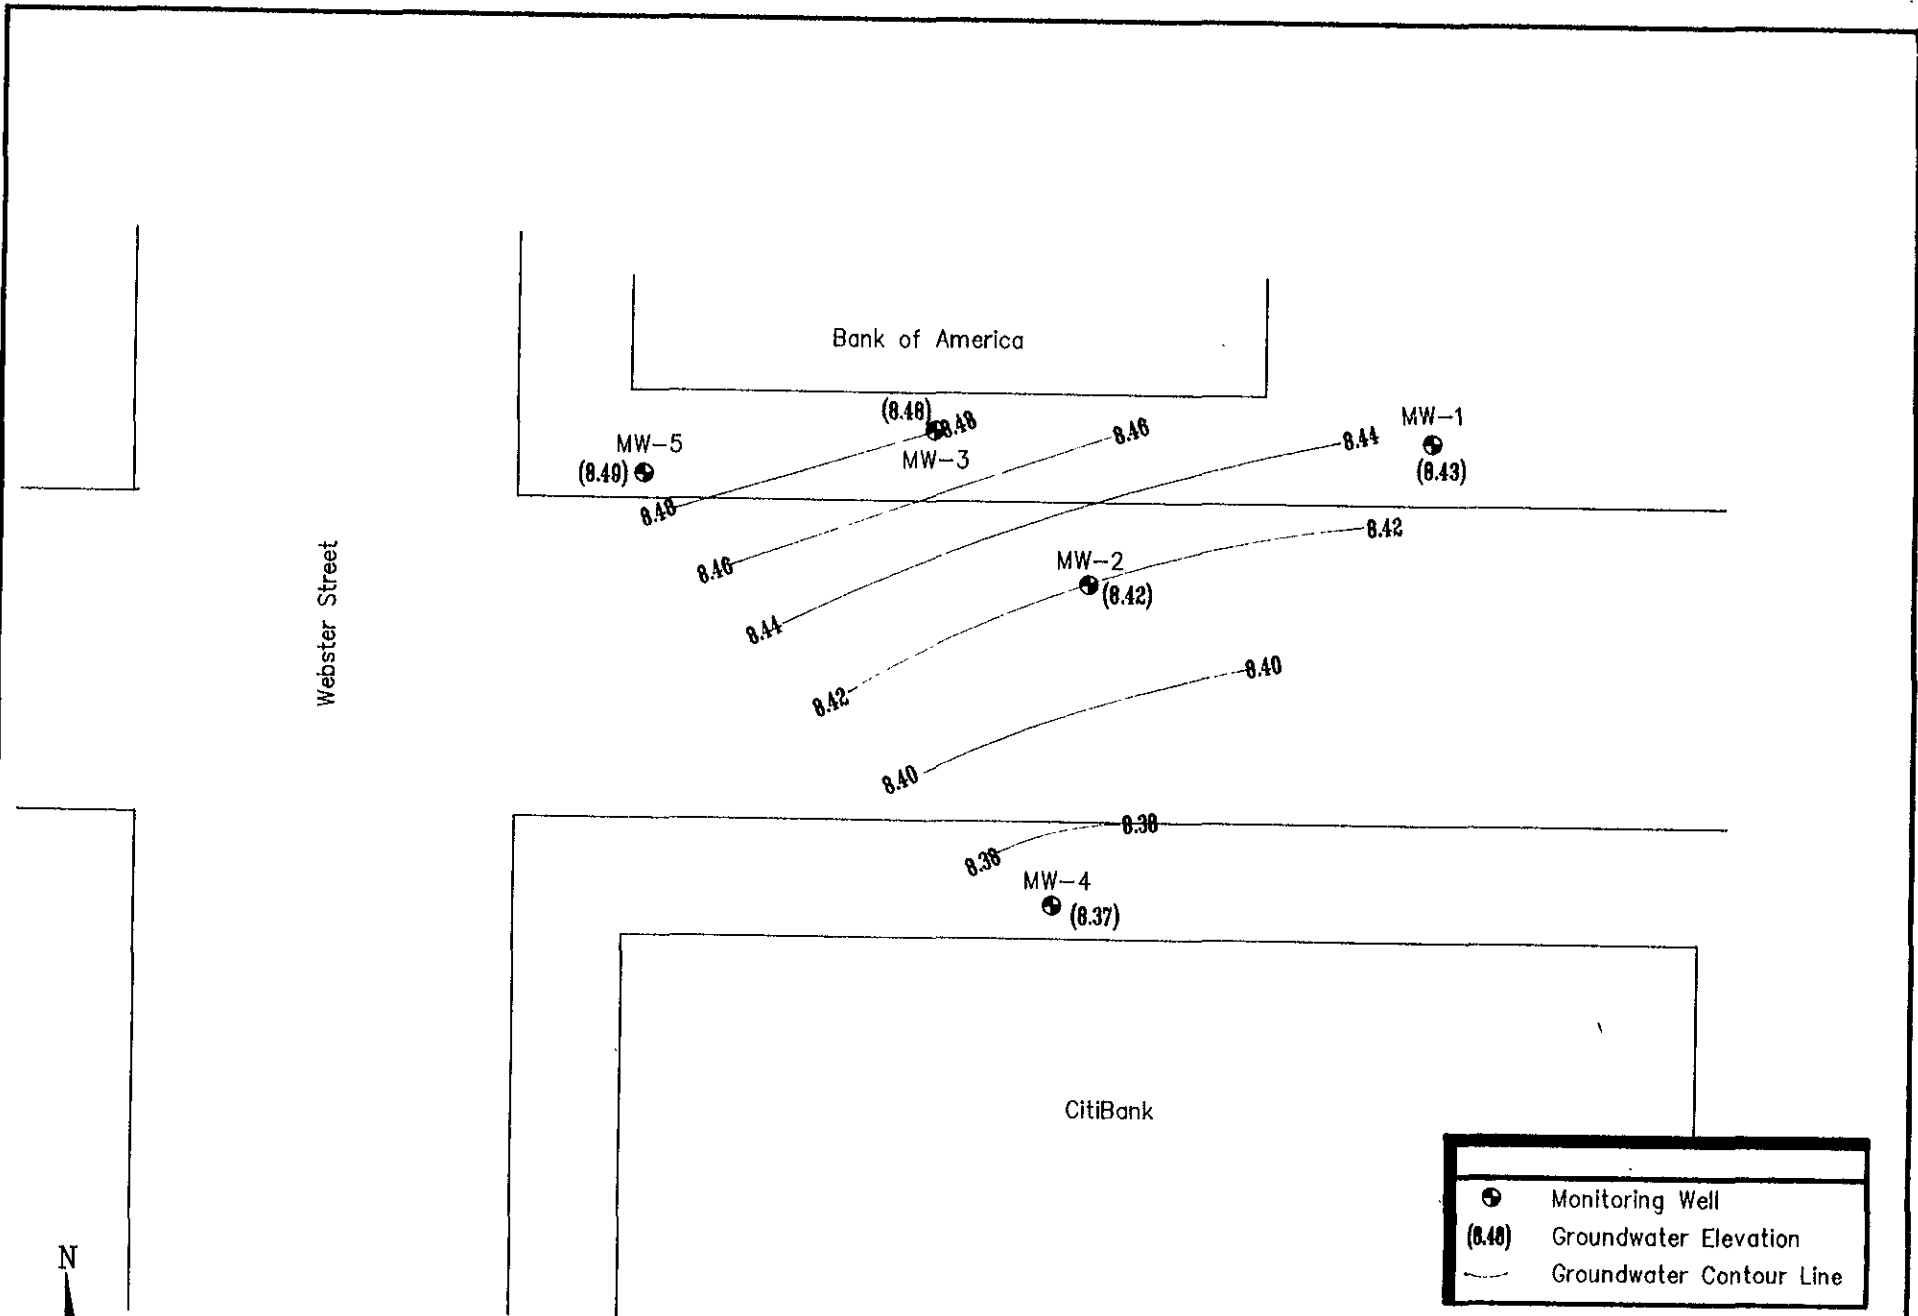 Bank of America
(8.48)
8.48
8.46
MW-1
8.44
MW-5
MW-3
(8.49)
(8.43)
8.48
8.42
Webster Street
MW-2
8.46
(8.42)
8.44
8.40
8.42
8.40
8.38
8.38
MW-4
(8.37)
CitiBank
Monitoring Well
(8.48) Groundwater Elevation
Groundwater Contour Line
N